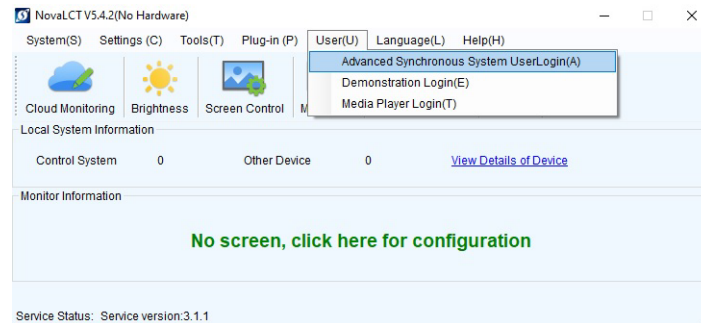 NovaLCT V5.4.2(No Hardware)
System(S) Settings (C) Tools(T) Plug-in (P) User(U) Language(L) Help(H)
Advanced Synchronous System UserLogin(A)
Demonstration Login(E)
Media Player Login(T)
Cloud Monitoring Brightness Screen Control M
Local System Information
Control System 0 Other Device 0 View Details of Device
Monitor Information
No screen, click here for configuration
Service Status: Service version:3.1.1